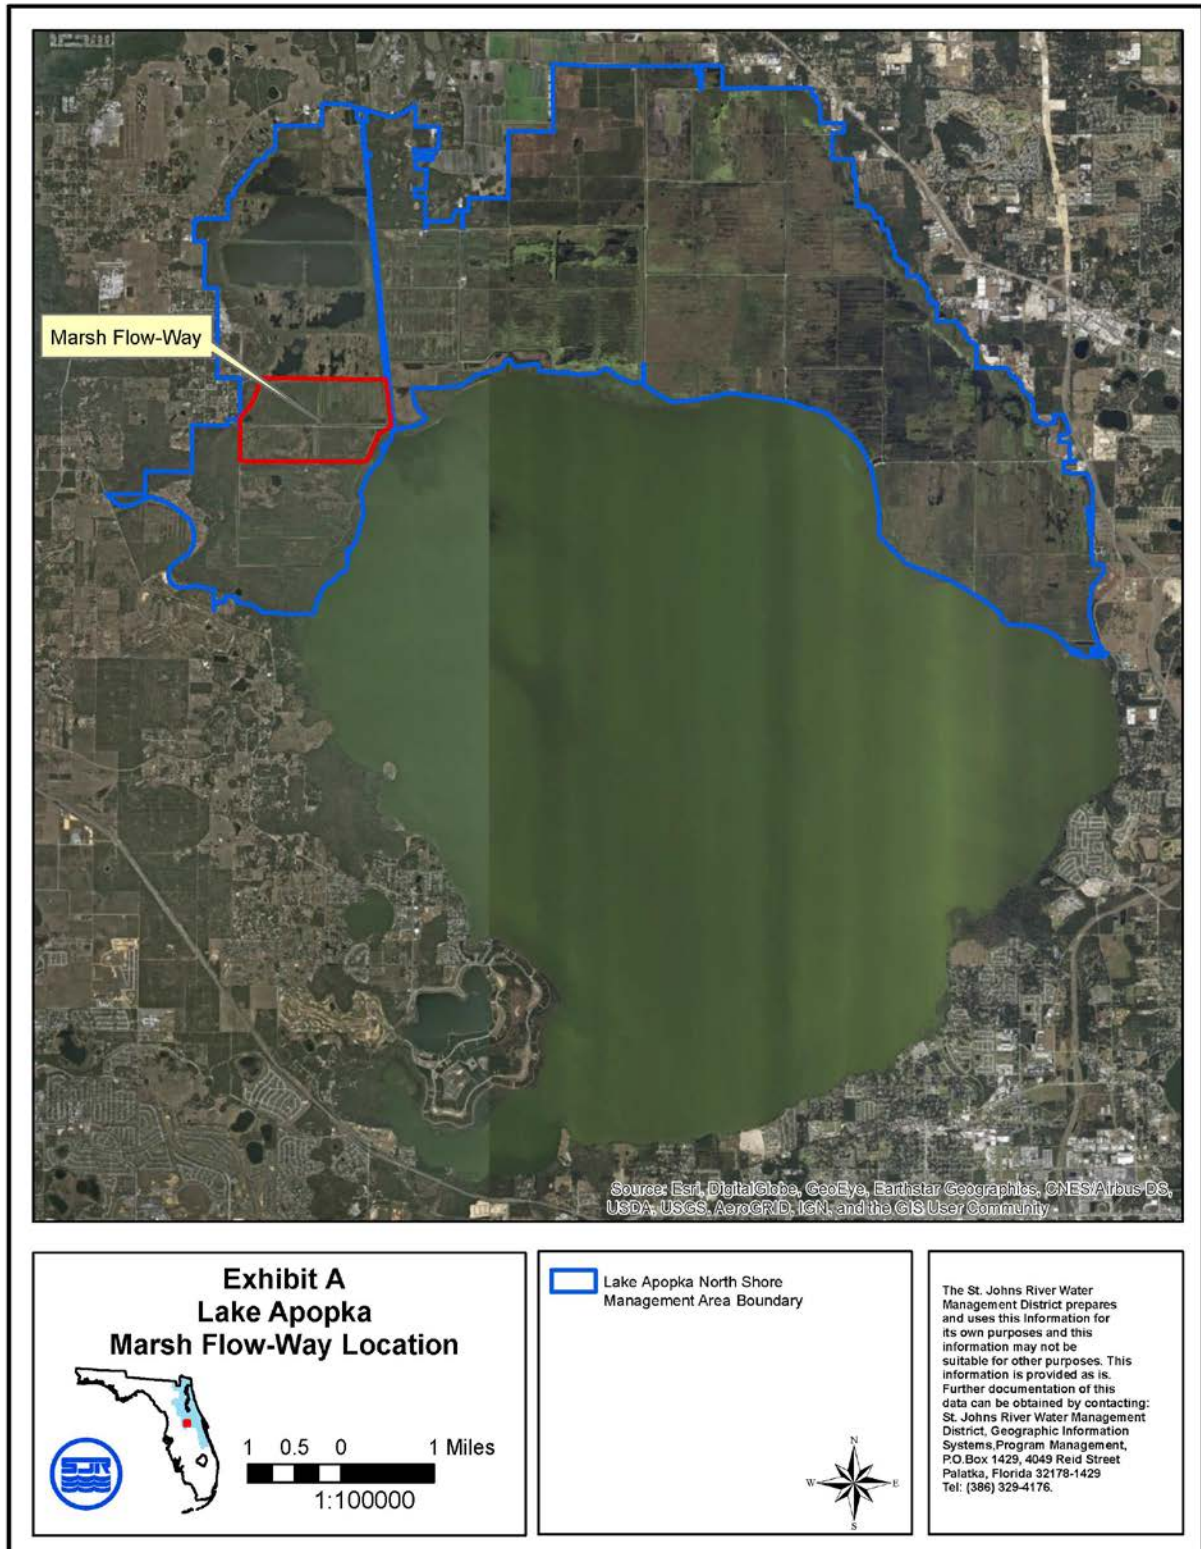 Marsh Flow-Way
Source: Esri, DigitalGlobe, GeoEye, Earthstar Geographics, CNES/Airbus DS,
USDA, USGS, AeroGRID, IGN, and the GIS User Community
Exhibit A
Lake Apopka
Marsh Flow-Way Location
SJR
1 0.5 0 1 Miles
1:100000
Lake Apopka North Shore
Management Area Boundary
N
W E
S
The St. Johns River Water
Management District prepares
and uses this Information for
its own purposes and this
information may not be
suitable for other purposes. This
information is provided as is.
Further documentation of this
data can be obtained by contacting:
St. Johns River Water Management
District, Geographic Information
Systems,Program Management,
P.O.Box 1429, 4049 Reid Street
Palatka, Florida 32178-1429
Tel: (386) 329-4176.